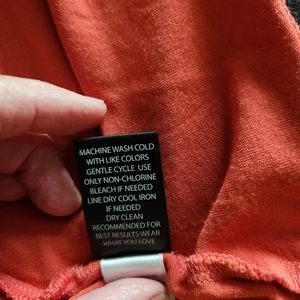 MACHINE WASH COLD
WITH LIKE COLORS
GENTLE CYCLE USE
ONLY NON-CHLORINE
BLEACH IF NEEDED
LINE DRY COOL IRON
IF NEEDED
DRY CLEAN
RECOMMENDED FOR
BEST RESULTS WEAR
WHAT YOU LOVE